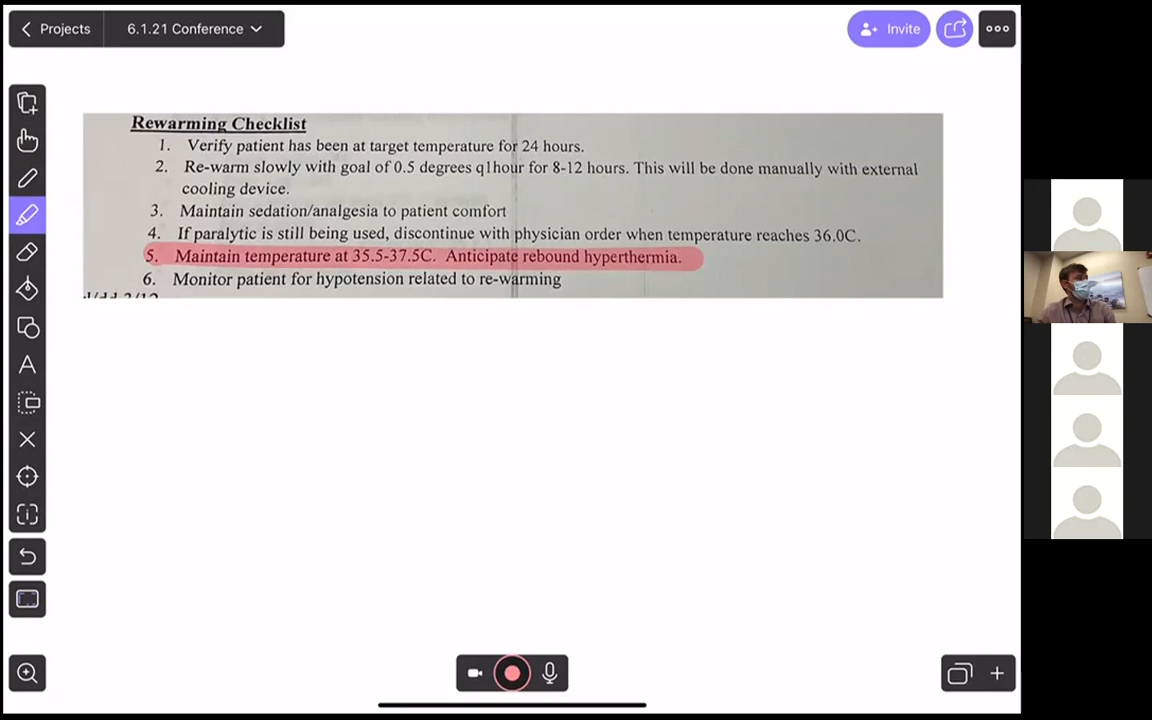 Projects
6.1.21 Conference
Invite
Rewarming Checklist
1. Verify patient has been at target temperature for 24 hours.
2. Re-warm slowly with goal of 0.5 degrees q1hour for 8-12 hours. This will be done manually with external
cooling device.
3. Maintain sedation/analgesia to patient comfort
4. If paralytic is still being used, discontinue with physician order when temperature reaches 36.0C.
5. Maintain temperature at 35.5-37.5C. Anticipate rebound hyperthermia.
6. Monitor patient for hypotension related to re-warming
A